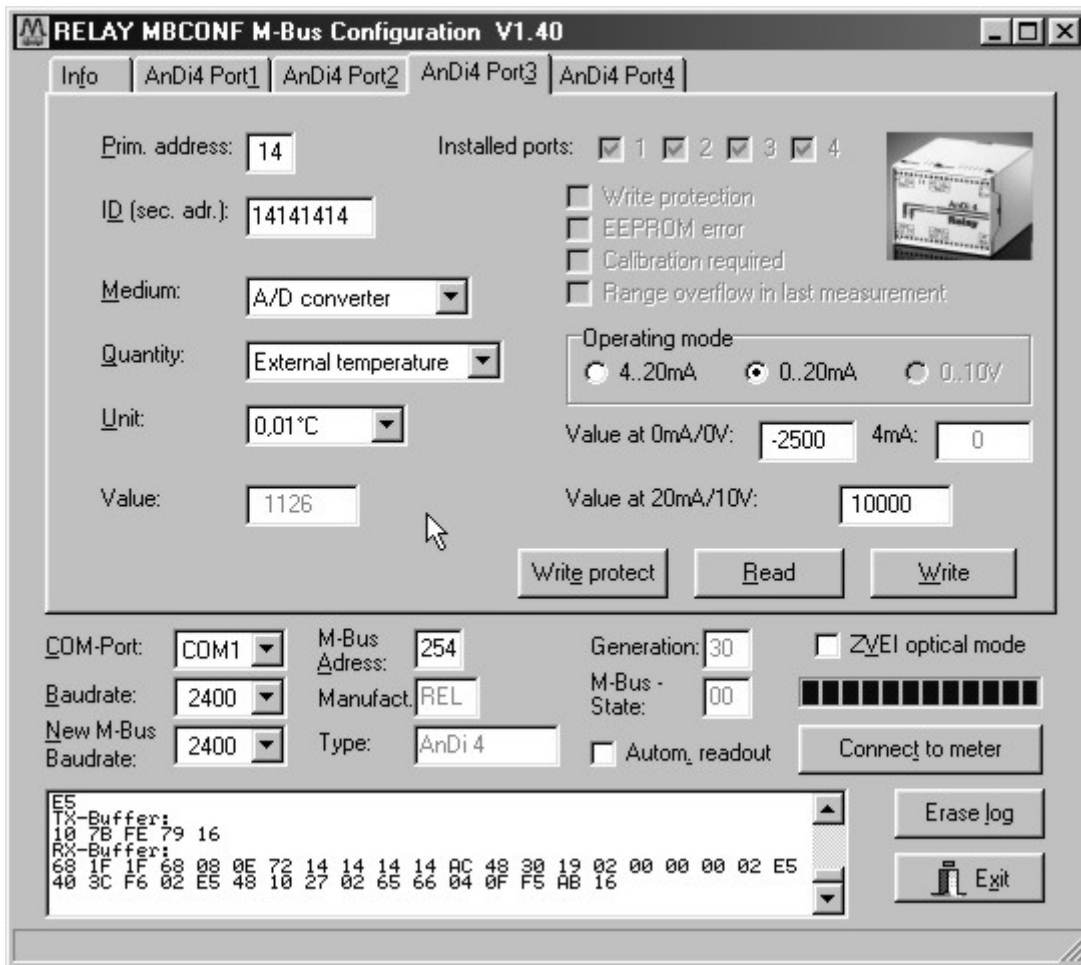 RELAY MBCONF M-Bus Configuration V1.40
Info AnDi4 Port1 AnDi4 Port2 AnDi4 Port3 AnDi4 Port4
Prim. address: 14 Installed ports: 1 2 3 4
ID (sec. adr.): 14141414 Write protection
EEPROM error
Calibration required
Range overflow in last measurement
AnDi 4
Relay
Medium: A/D converter
Operating mode
Quantity: External temperature 4..20mA 0..20mA 0..10V
Unit: 0,01°C Value at 0mA/0V: -2500 4mA: 0
Value: 1126 Value at 20mA/10V: 10000
Write protect Read Write
COM-Port: COM1 M-Bus Adress: 254 Generation: 30 ZVEI optical mode
Baudrate: 2400 Manufact. REL M-Bus - State: 00
New M-Bus Baudrate: 2400 Type: AnDi 4 Autom. readout Connect to meter
E5
TX-Buffer:
10 7B FE 79 16
RX-Buffer:
68 1F 1F 68 08 0E 72 14 14 14 14 AC 48 30 19 02 00 00 00 02 E5
40 3C F6 02 E5 48 10 27 02 65 66 04 0F F5 AB 16
Erase log
Exit